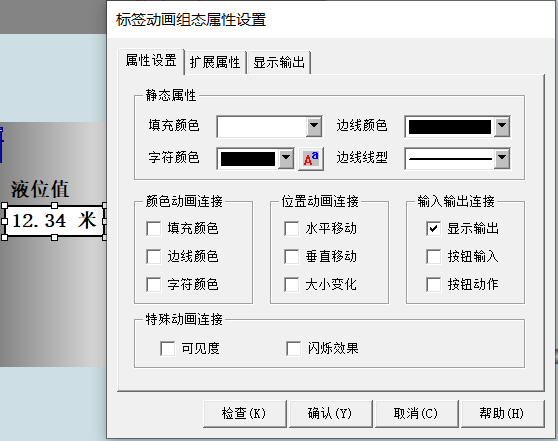 标签动画组态属性设置
属性设置 扩展属性 显示输出
静态属性
填充颜色 边线颜色
字符颜色 Aa 边线线型
液位值
12.34 米
颜色动画连接 位置动画连接 输入输出连接
填充颜色 水平移动 显示输出
边线颜色 垂直移动 按钮输入
字符颜色 大小变化 按钮动作
特殊动画连接
可见度 闪烁效果
检查(K) 确认(Y) 取消(C) 帮助(H)